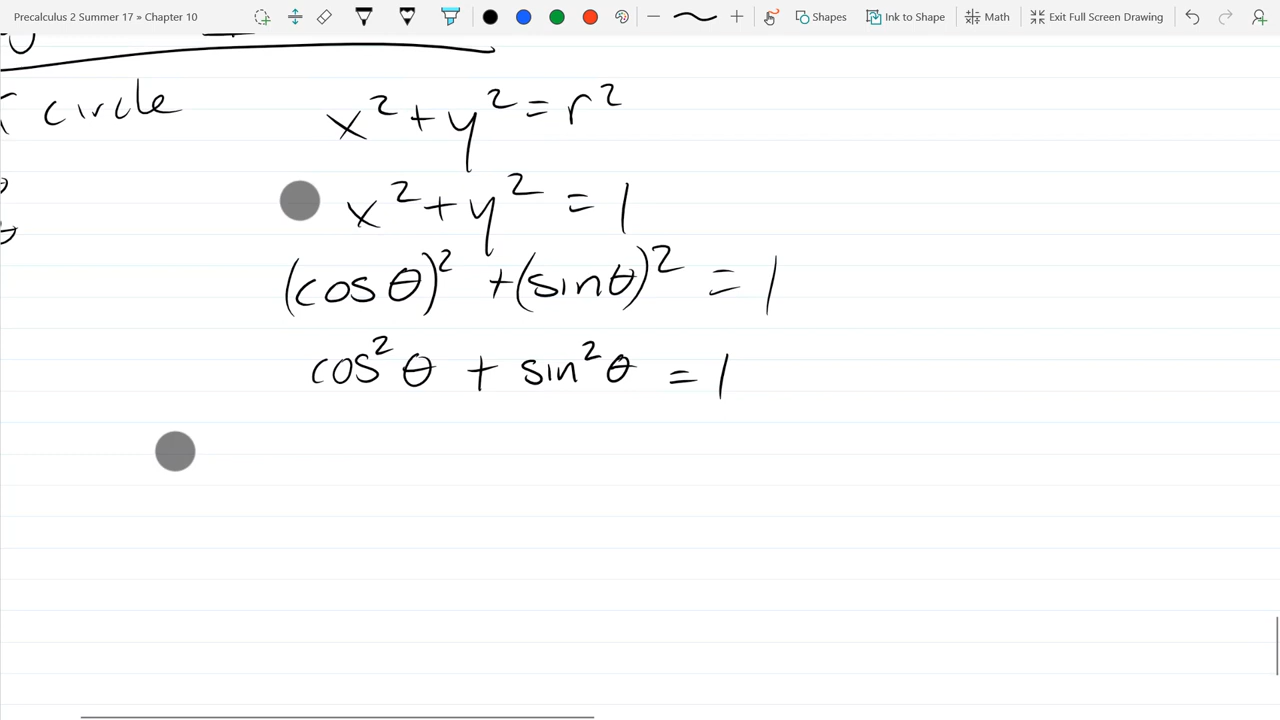 Precalculus 2 Summer 17 » Chapter 10
Shapes
Ink to Shape
Math
Exit Full Screen Drawing
circle
x² + y² = r²
x² + y² = 1
(cos θ)² + (sin θ)² = 1
cos² θ + sin² θ = 1